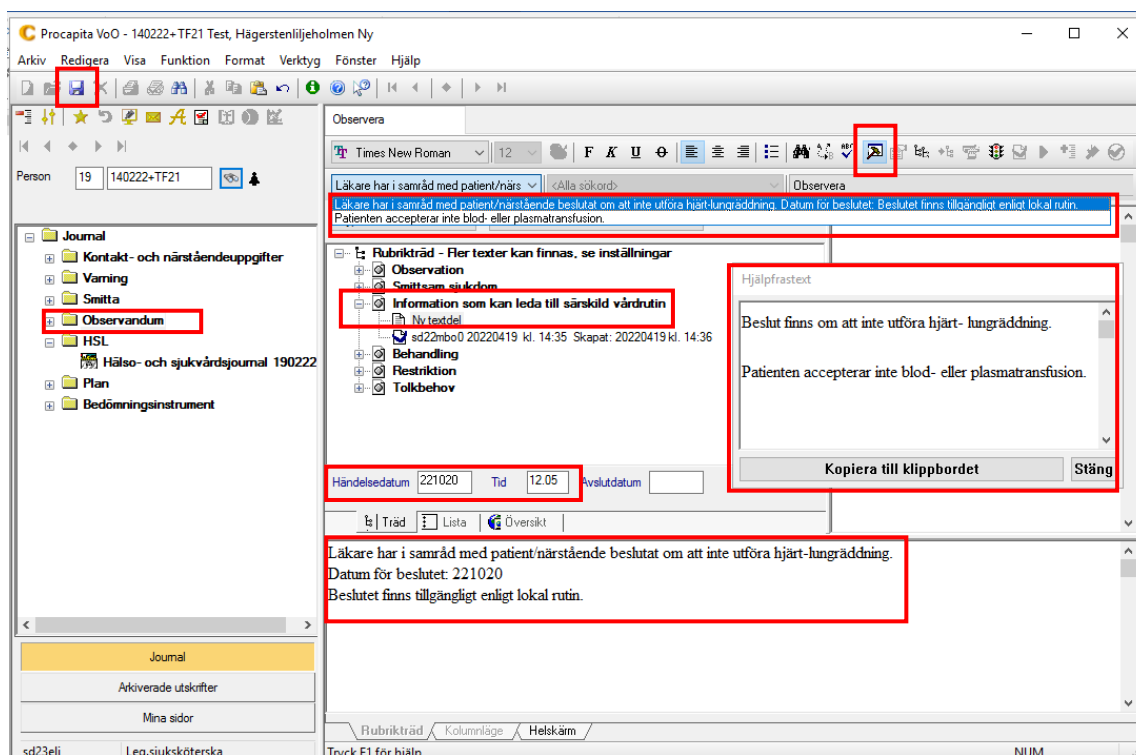 Procapita VoO - 140222+TF21 Test, Hägerstenliljeholmen Ny
Arkiv Redigera Visa Funktion Format Verktyg Fönster Hjälp
Observera
Times New Roman 12 F K U O
Person 19 140222+TF21
Läkare har i samråd med patient/närs <Alla sökord> Observera
Läkare har i samråd med patient/närstående beslutat om att inte utföra hjärt-lungräddning. Datum för beslutet: Beslutet finns tillgängligt enligt lokal rutin.
Patienten accepterar inte blod- eller plasmatransfusion.
Journal
Kontakt- och närståendeuppgifter
Varning
Smitta
Observandum
HSL
Hälso- och sjukvårdsjournal 190222
Plan
Bedömningsinstrument
Rubrikträd - Fler texter kan finnas, se inställningar
Observation
Smittsam sjukdom
Information som kan leda till särskild vårdrutin
Ny textdel
sd22mbo0 20220419 kl. 14:35 Skapat: 20220419 kl. 14:36
Behandling
Restriktion
Tolkbehov
Hjälpfrastext
Beslut finns om att inte utföra hjärt- lungräddning.
Patienten accepterar inte blod- eller plasmatransfusion.
Kopiera till klippbordet Stäng
Händelsedatum 221020 Tid 12.05 Avslutdatum
Träd Lista Översikt
Läkare har i samråd med patient/närstående beslutat om att inte utföra hjärt-lungräddning.
Datum för beslutet: 221020
Beslutet finns tillgängligt enligt lokal rutin.
Journal
Arkiverade utskrifter
Mina sidor
Rubrikträd Kolumnläge Helskärm
sd23eli Leg.sjuksköterska Tryck F1 för hjälp NUM